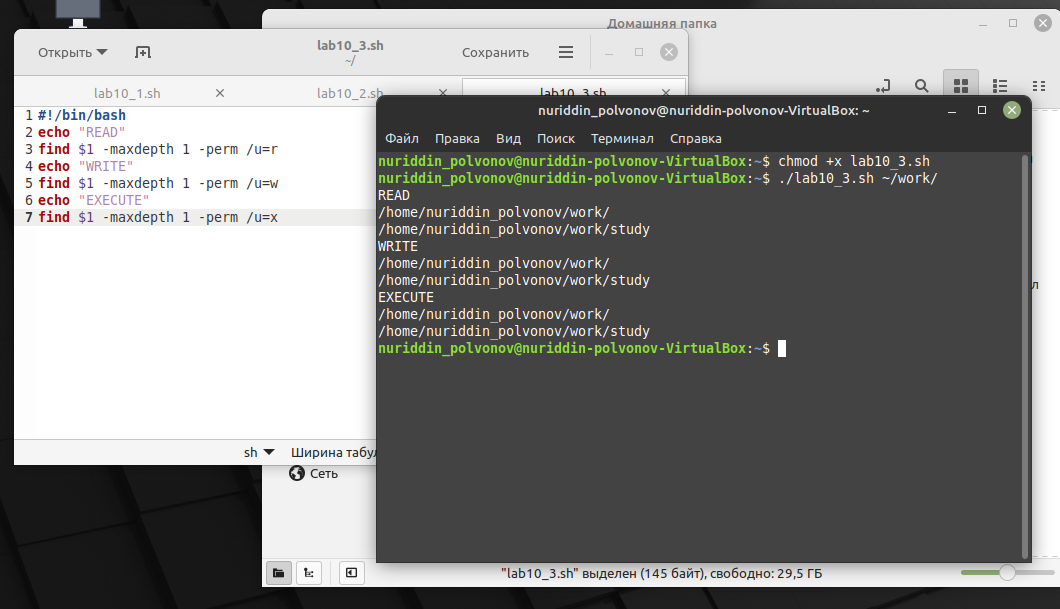 Домашняя папка
Открыть
lab10_3.sh
~/
Сохранить
lab10_1.sh
lab10_2.sh
lab10_3.sh
1 #!/bin/bash
2 echo "READ"
3 find $1 -maxdepth 1 -perm /u=r
4 echo "WRITE"
5 find $1 -maxdepth 1 -perm /u=w
6 echo "EXECUTE"
7 find $1 -maxdepth 1 -perm /u=x
sh
Ширина табул
nuriddin_polvonov@nuriddin-polvonov-VirtualBox: ~
Файл Правка Вид Поиск Терминал Справка
nuriddin_polvonov@nuriddin-polvonov-VirtualBox:~$ chmod +x lab10_3.sh
nuriddin_polvonov@nuriddin-polvonov-VirtualBox:~$ ./lab10_3.sh ~/work/
READ
/home/nuriddin_polvonov/work/
/home/nuriddin_polvonov/work/study
WRITE
/home/nuriddin_polvonov/work/
/home/nuriddin_polvonov/work/study
EXECUTE
/home/nuriddin_polvonov/work/
/home/nuriddin_polvonov/work/study
nuriddin_polvonov@nuriddin-polvonov-VirtualBox:~$
Сеть
"lab10_3.sh" выделен (145 байт), свободно: 29,5 ГБ